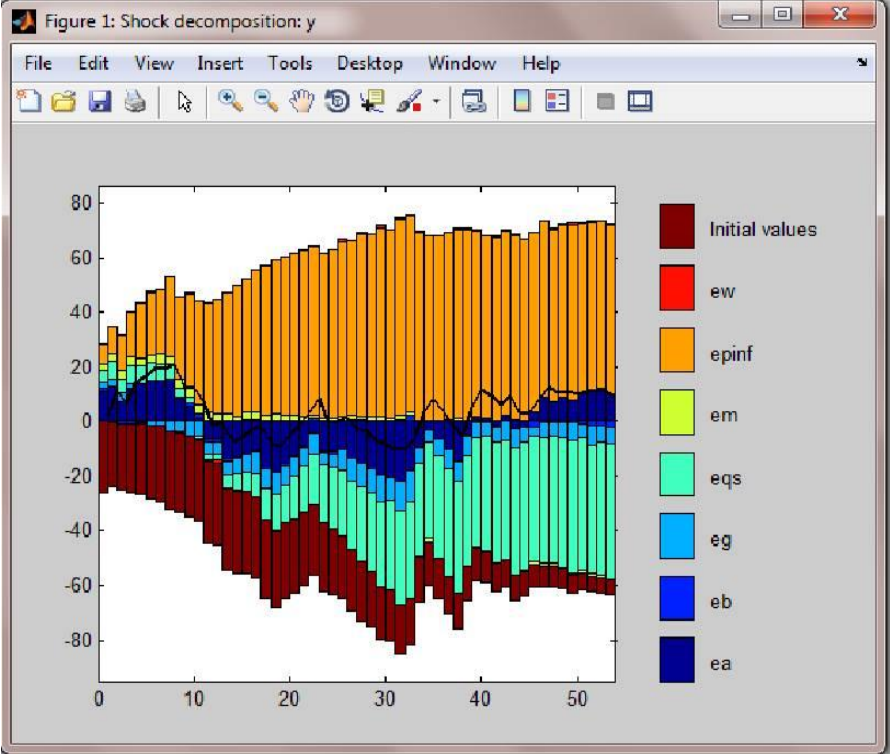 Figure 1: Shock decomposition: y
File Edit View Insert Tools Desktop Window Help
80
60
40
20
0
-20
-40
-60
-80
0 10 20 30 40 50
Initial values
ew
epinf
em
eqs
eg
eb
ea